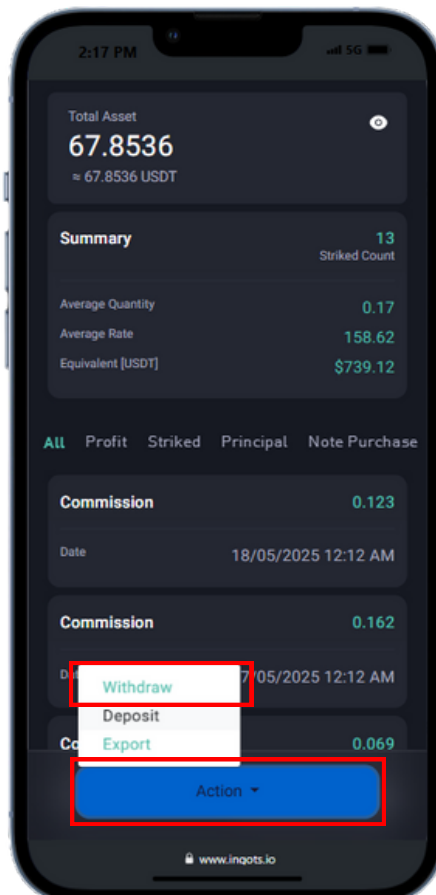 2:17 PM
5G
Total Asset
67.8536
≈ 67.8536 USDT
Summary
13
Striked Count
Average Quantity
0.17
Average Rate
158.62
Equivalent [USDT]
$739.12
All Profit Striked Principal Note Purchase
Commission
0.123
Date
18/05/2025 12:12 AM
Commission
0.162
7/05/2025 12:12 AM
Withdraw
Deposit
Export
0.069
Action
www.ingots.io